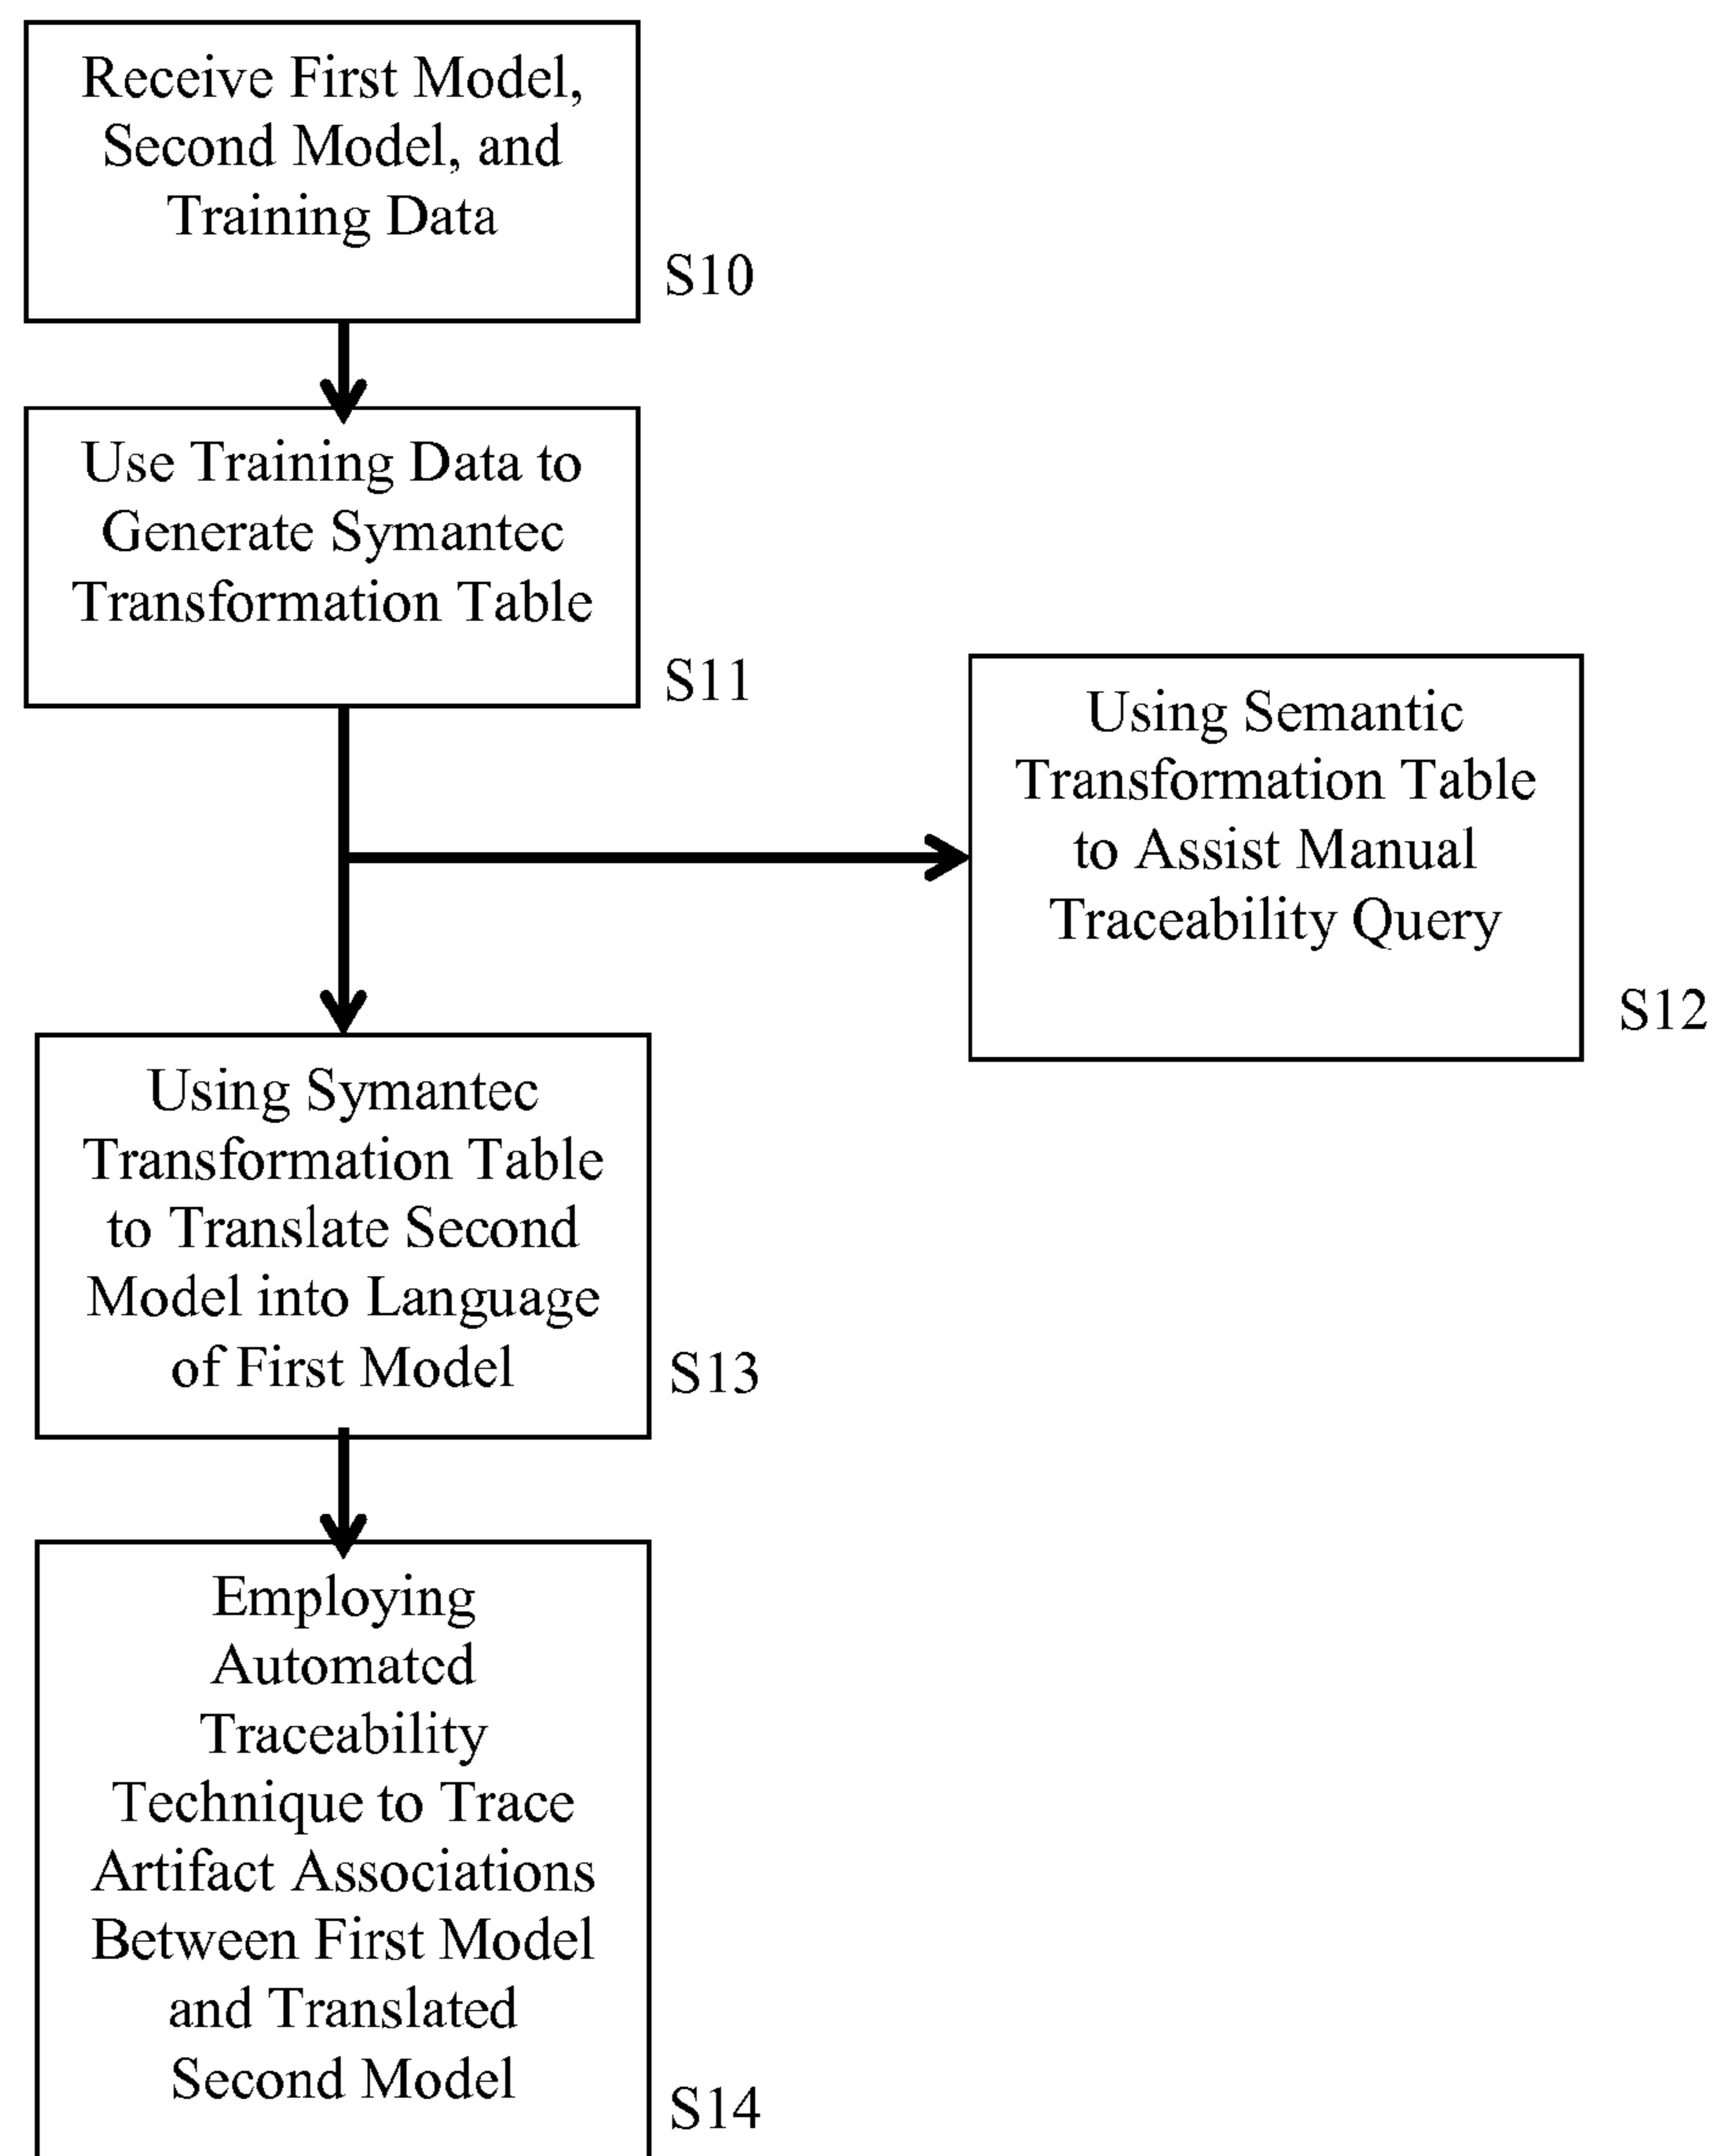 Receive First Model,
Second Model, and
Training Data
S10
Use Training Data to
Generate Symantec
Transformation Table
S11
Using Semantic
Transformation Table
to Assist Manual
Traceability Query
S12
Using Symantec
Transformation Table
to Translate Second
Model into Language
of First Model
S13
Employing
Automated
Traceability
Technique to Trace
Artifact Associations
Between First Model
and Translated
Second Model
S14